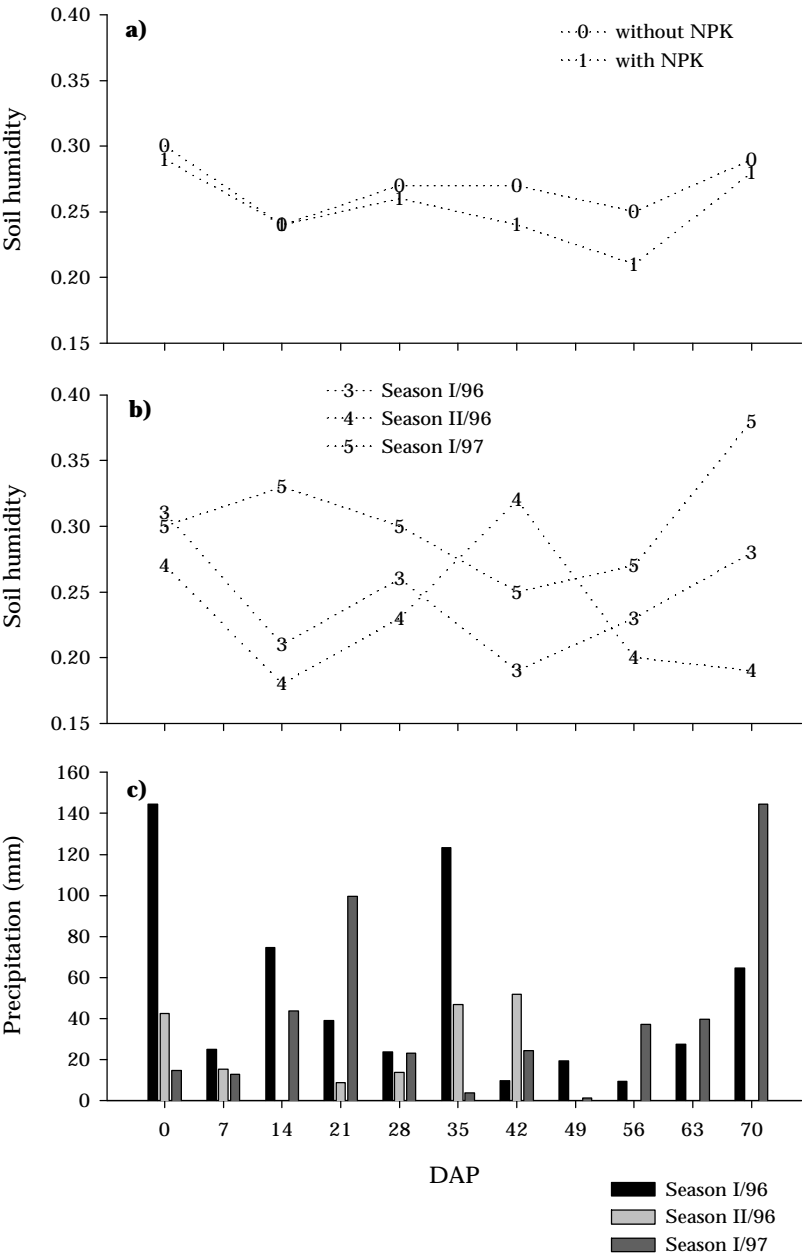 a)
0 without NPK
1 with NPK
Soil humidity
0.40
0.35
0.30
0.25
0.20
0.15
0 0 0 0 0 0
1 1 1 1 1 1
b)
3 Season I/96
4 Season II/96
5 Season I/97
Soil humidity
0.40
0.35
0.30
0.25
0.20
0.15
3 3 3 3 3 3
4 4 4 4 4 4
5 5 5 5 5 5
c)
Precipitation (mm)
160
140
120
100
80
60
40
20
0
0 7 14 21 28 35 42 49 56 63 70
DAP
Season I/96
Season II/96
Season I/97